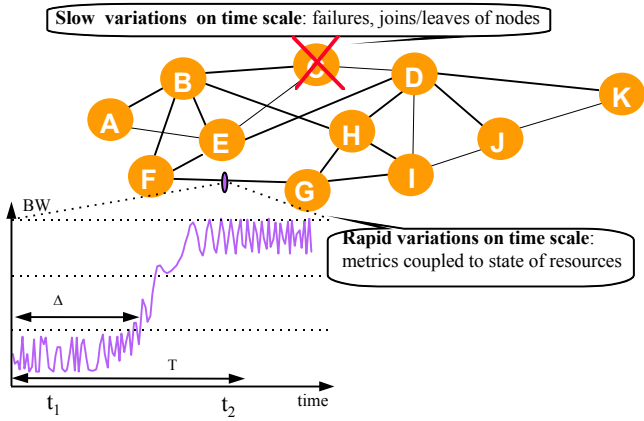 Slow variations on time scale: failures, joins/leaves of nodes
C
B
D
K
A
E
H
J
F
G
I
BW
Rapid variations on time scale:
metrics coupled to state of resources
Δ
T
t1
t2
time